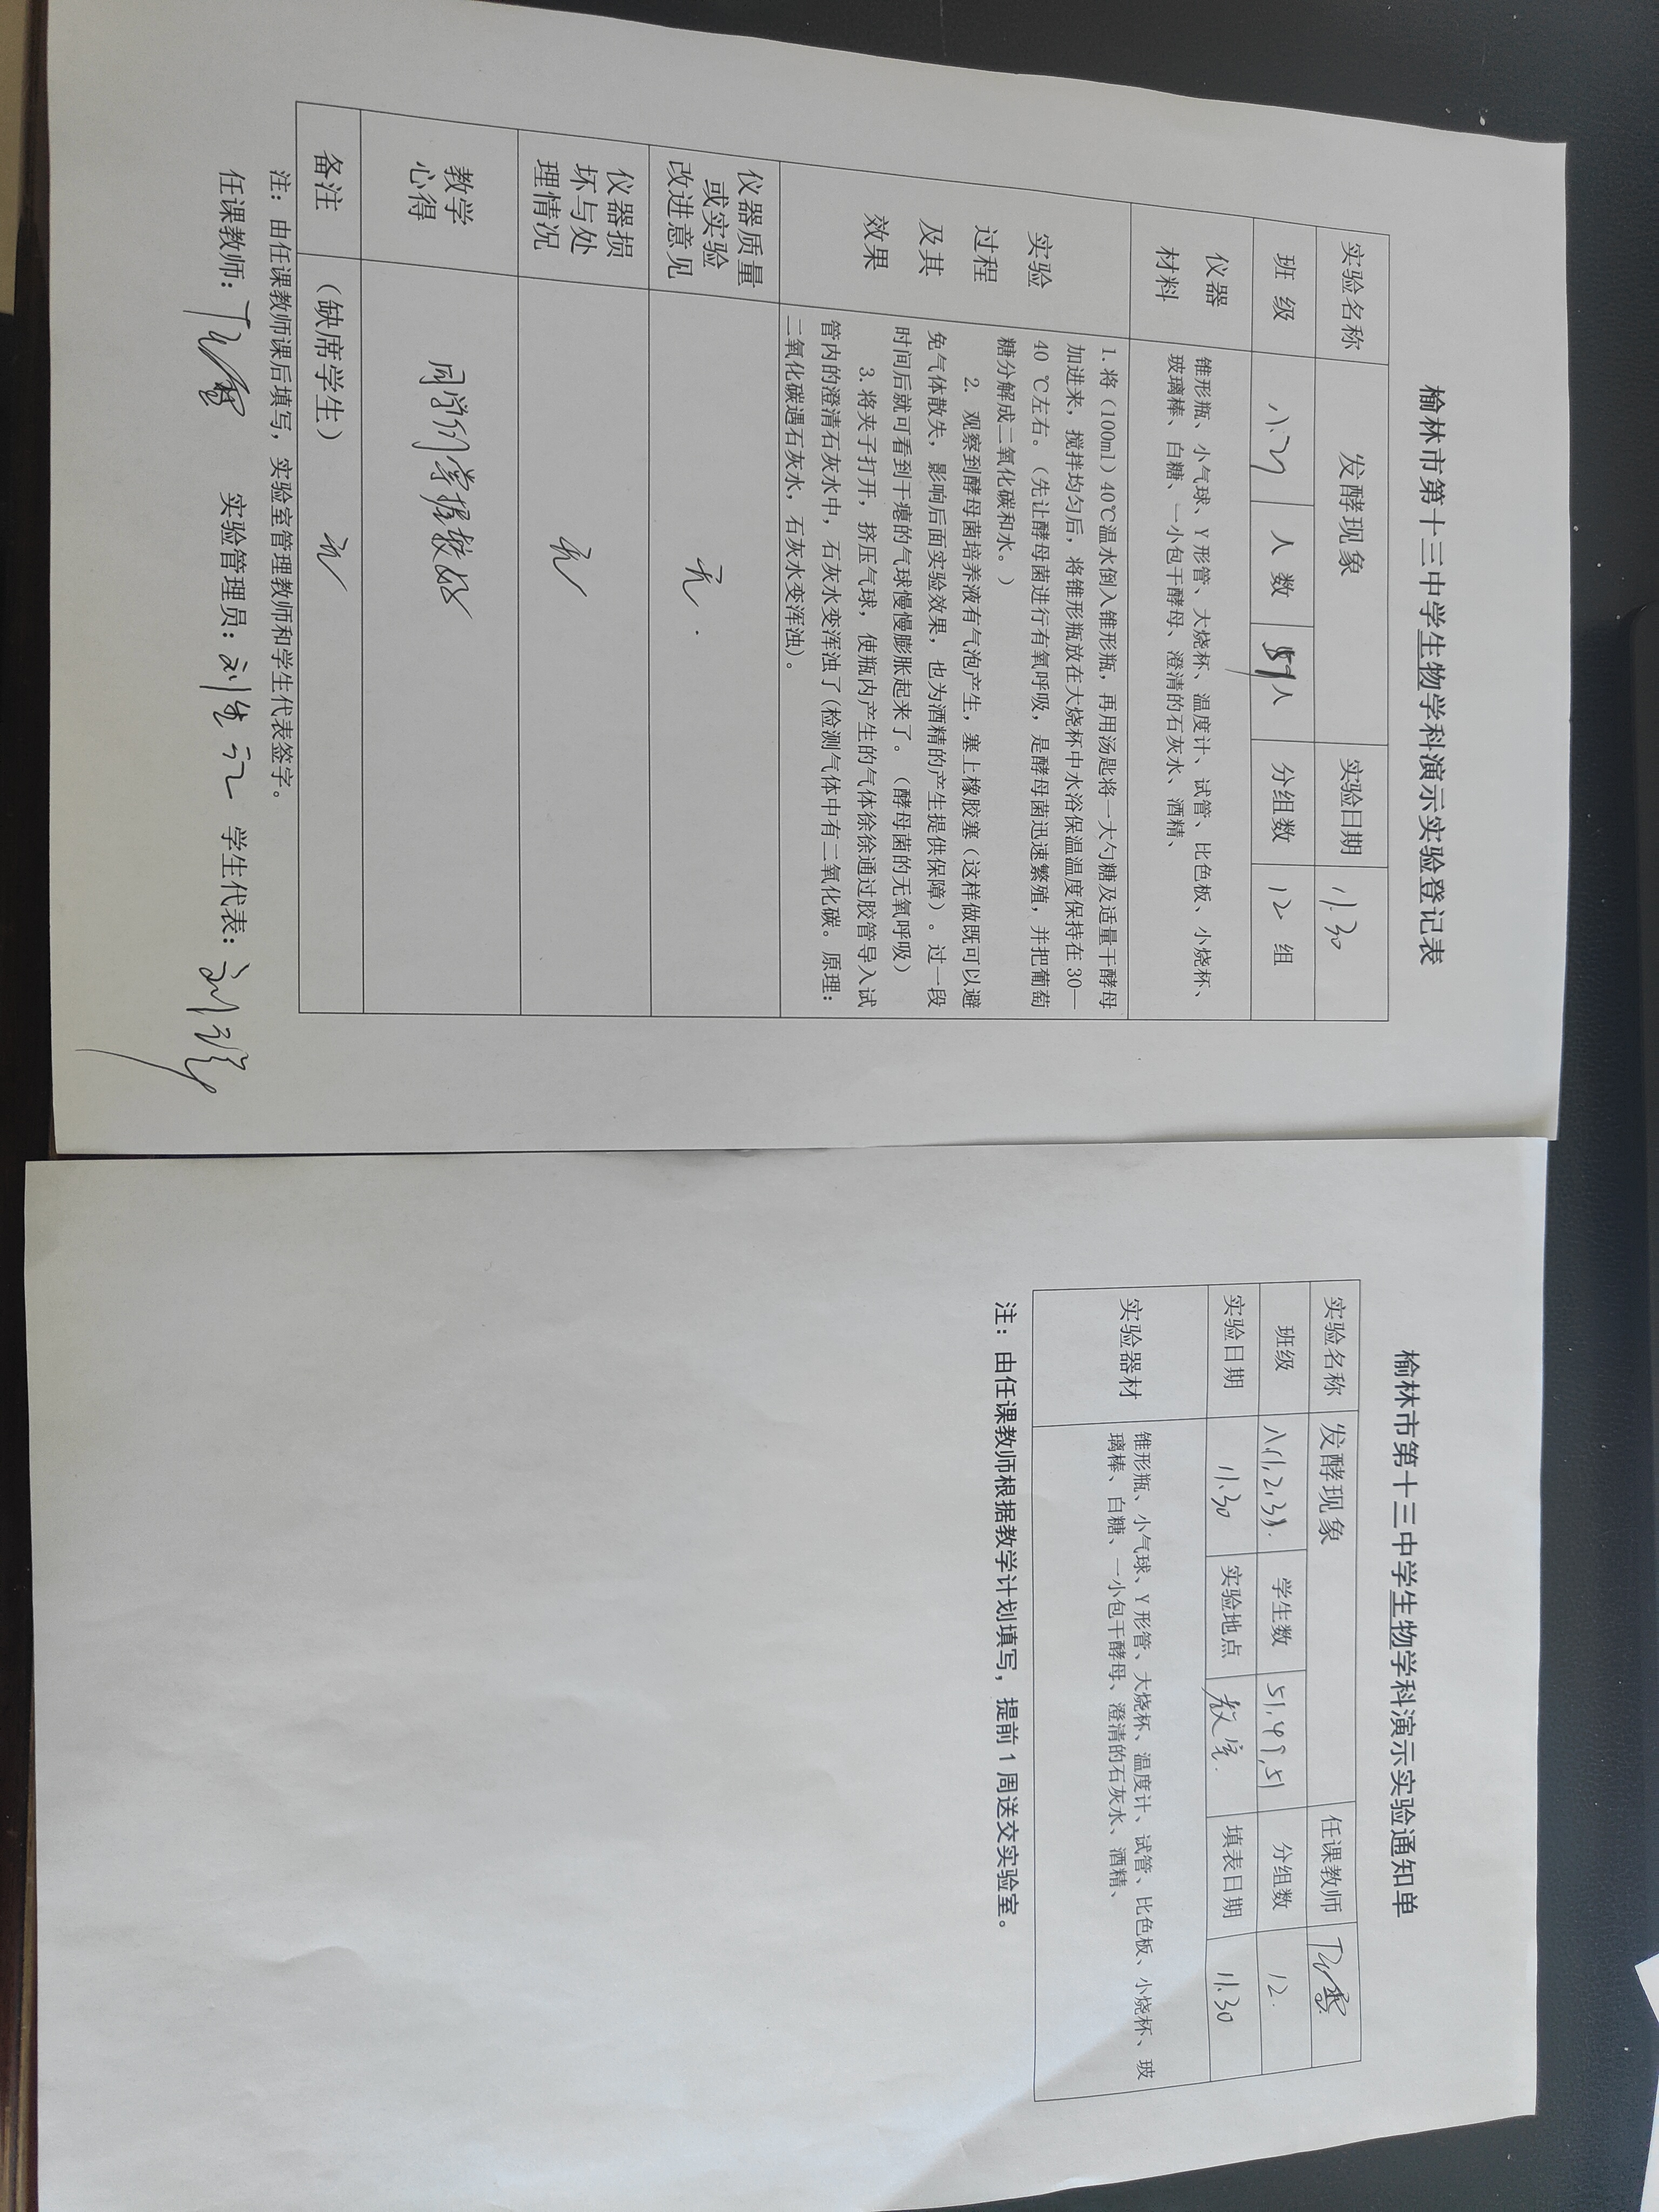 榆林市第十三中学生物学科演示实验登记表
实验名称 发酵现象 实验日期 11.30
班 级 人 数 人 分组数 12 组
仪器材料 锥形瓶、小气球、Y 形管、大烧杯、温度计、试管、比色板、小烧杯、
玻璃棒、白糖、一小包干酵母、澄清的石灰水、酒精、
实验过程及其效果
1.将（100ml）40℃温水倒入锥形瓶，再用汤匙将一大勺糖及适量干酵母
加进来，搅拌均匀后，将锥形瓶放在大烧杯中水浴保温温度保持在 30—
40 ℃左右。（先让酵母菌进行有氧呼吸，是酵母菌迅速繁殖，并把葡萄
糖分解成二氧化碳和水。）
2. 观察到酵母菌培养液有气泡产生，塞上橡胶塞（这样做既可以避
免气体散失，影响后面实验效果，也为酒精的产生提供保障）。过一段
时间后就可看到干瘪的气球慢慢膨胀起来了。（酵母菌的无氧呼吸）
3.将夹子打开，挤压气球，使瓶内产生的气体徐徐通过胶管导入试
管内的澄清石灰水中，石灰水变浑浊了(检测气体中有二氧化碳。原理：
二氧化碳遇石灰水，石灰水变浑浊)。
仪器质量或实验改进意见 无.
仪器损坏与处理情况 无
教学心得 同学们掌握较好
备注 （缺席学生） 无
注：由任课教师课后填写，实验室管理教师和学生代表签字。
任课教师： 实验管理员： 学生代表：
榆林市第十三中学生物学科演示实验通知单
实验名称 发酵现象 任课教师
班级 八(1,2,3). 学生数 51,49,51 分组数 12.
实验日期 11.30 实验地点 教室. 填表日期 11.30
实验器材 锥形瓶、小气球、Y 形管、大烧杯、温度计、试管、比色板、小烧杯、玻
璃棒、白糖、一小包干酵母、澄清的石灰水、酒精、
注：由任课教师根据教学计划填写，提前 1 周送交实验室。